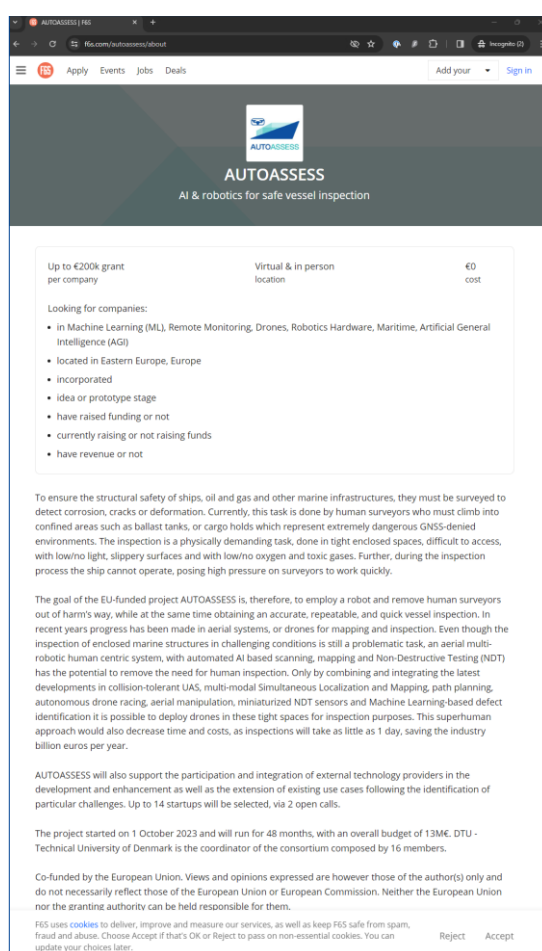 AUTOASSESS | F6S
f6s.com/autoassess/about
Incognito (2)
F6S
Apply Events Jobs Deals
Add your
Sign in
AUTOASSESS
AUTOASSESS
AI & robotics for safe vessel inspection
Up to €200k grant
per company
Virtual & in person
location
€0
cost
Looking for companies:
• in Machine Learning (ML), Remote Monitoring, Drones, Robotics Hardware, Maritime, Artificial General
Intelligence (AGI)
• located in Eastern Europe, Europe
• incorporated
• idea or prototype stage
• have raised funding or not
• currently raising or not raising funds
• have revenue or not
To ensure the structural safety of ships, oil and gas and other marine infrastructures, they must be surveyed to
detect corrosion, cracks or deformation. Currently, this task is done by human surveyors who must climb into
confined areas such as ballast tanks, or cargo holds which represent extremely dangerous GNSS-denied
environments. The inspection is a physically demanding task, done in tight enclosed spaces, difficult to access,
with low/no light, slippery surfaces and with low/no oxygen and toxic gases. Further, during the inspection
process the ship cannot operate, posing high pressure on surveyors to work quickly.
The goal of the EU-funded project AUTOASSESS is, therefore, to employ a robot and remove human surveyors
out of harm's way, while at the same time obtaining an accurate, repeatable, and quick vessel inspection. In
recent years progress has been made in aerial systems, or drones for mapping and inspection. Even though the
inspection of enclosed marine structures in challenging conditions is still a problematic task, an aerial multi-
robotic human centric system, with automated AI based scanning, mapping and Non-Destructive Testing (NDT)
has the potential to remove the need for human inspection. Only by combining and integrating the latest
developments in collision-tolerant UAS, multi-modal Simultaneous Localization and Mapping, path planning,
autonomous drone racing, aerial manipulation, miniaturized NDT sensors and Machine Learning-based defect
identification it is possible to deploy drones in these tight spaces for inspection purposes. This superhuman
approach would also decrease time and costs, as inspections will take as little as 1 day, saving the industry
billion euros per year.
AUTOASSESS will also support the participation and integration of external technology providers in the
development and enhancement as well as the extension of existing use cases following the identification of
particular challenges. Up to 14 startups will be selected, via 2 open calls.
The project started on 1 October 2023 and will run for 48 months, with an overall budget of 13M€. DTU -
Technical University of Denmark is the coordinator of the consortium composed by 16 members.
Co-funded by the European Union. Views and opinions expressed are however those of the author(s) only and
do not necessarily reflect those of the European Union or European Commission. Neither the European Union
nor the granting authority can be held responsible for them.
F6S uses cookies to deliver, improve and measure our services, as well as keep F6S safe from spam,
fraud and abuse. Choose Accept if that's OK or Reject to pass on non-essential cookies. You can
update your choices later.
Reject Accept